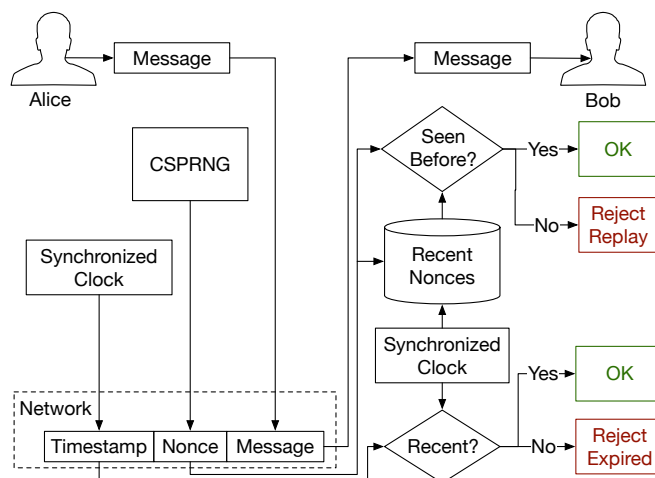 Message
Message
Alice
Bob
CSPRNG
Seen
Before?
Yes
OK
No
Reject
Replay
Synchronized
Clock
Recent
Nonces
Synchronized
Clock
Yes
OK
Network
Timestamp
Nonce
Message
Recent?
No
Reject
Expired